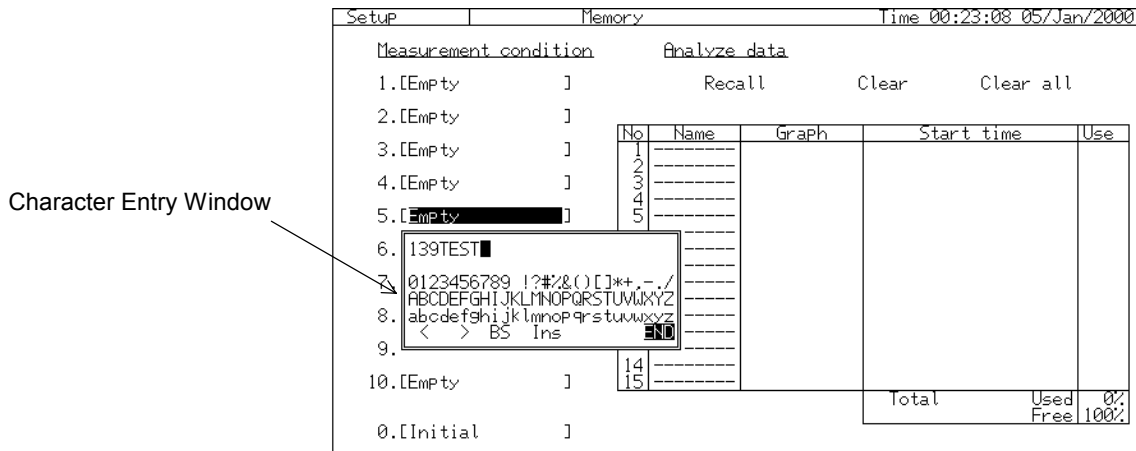 Setup Memory Time 00:23:08 05/Jan/2000
Measurement condition Analyze data
1.[Empty ] Recall Clear Clear all
2.[Empty ]
No Name Graph Start time Use
3.[Empty ] 1 --------
2 --------
4.[Empty ] 3 --------
4 --------
Character Entry Window
5.[Empty ] 5 --------
6. 139TEST
7. 0123456789 !?#%&()[]*+,-./
ABCDEFGHIJKLMNOPQRSTUVWXYZ
8. abcdefghijklmnopqrstuvwxyz
< > BS Ins END
9.
14 --------
10.[Empty ] 15 --------
Total Used 0%
Free 100%
0.[Initial ]